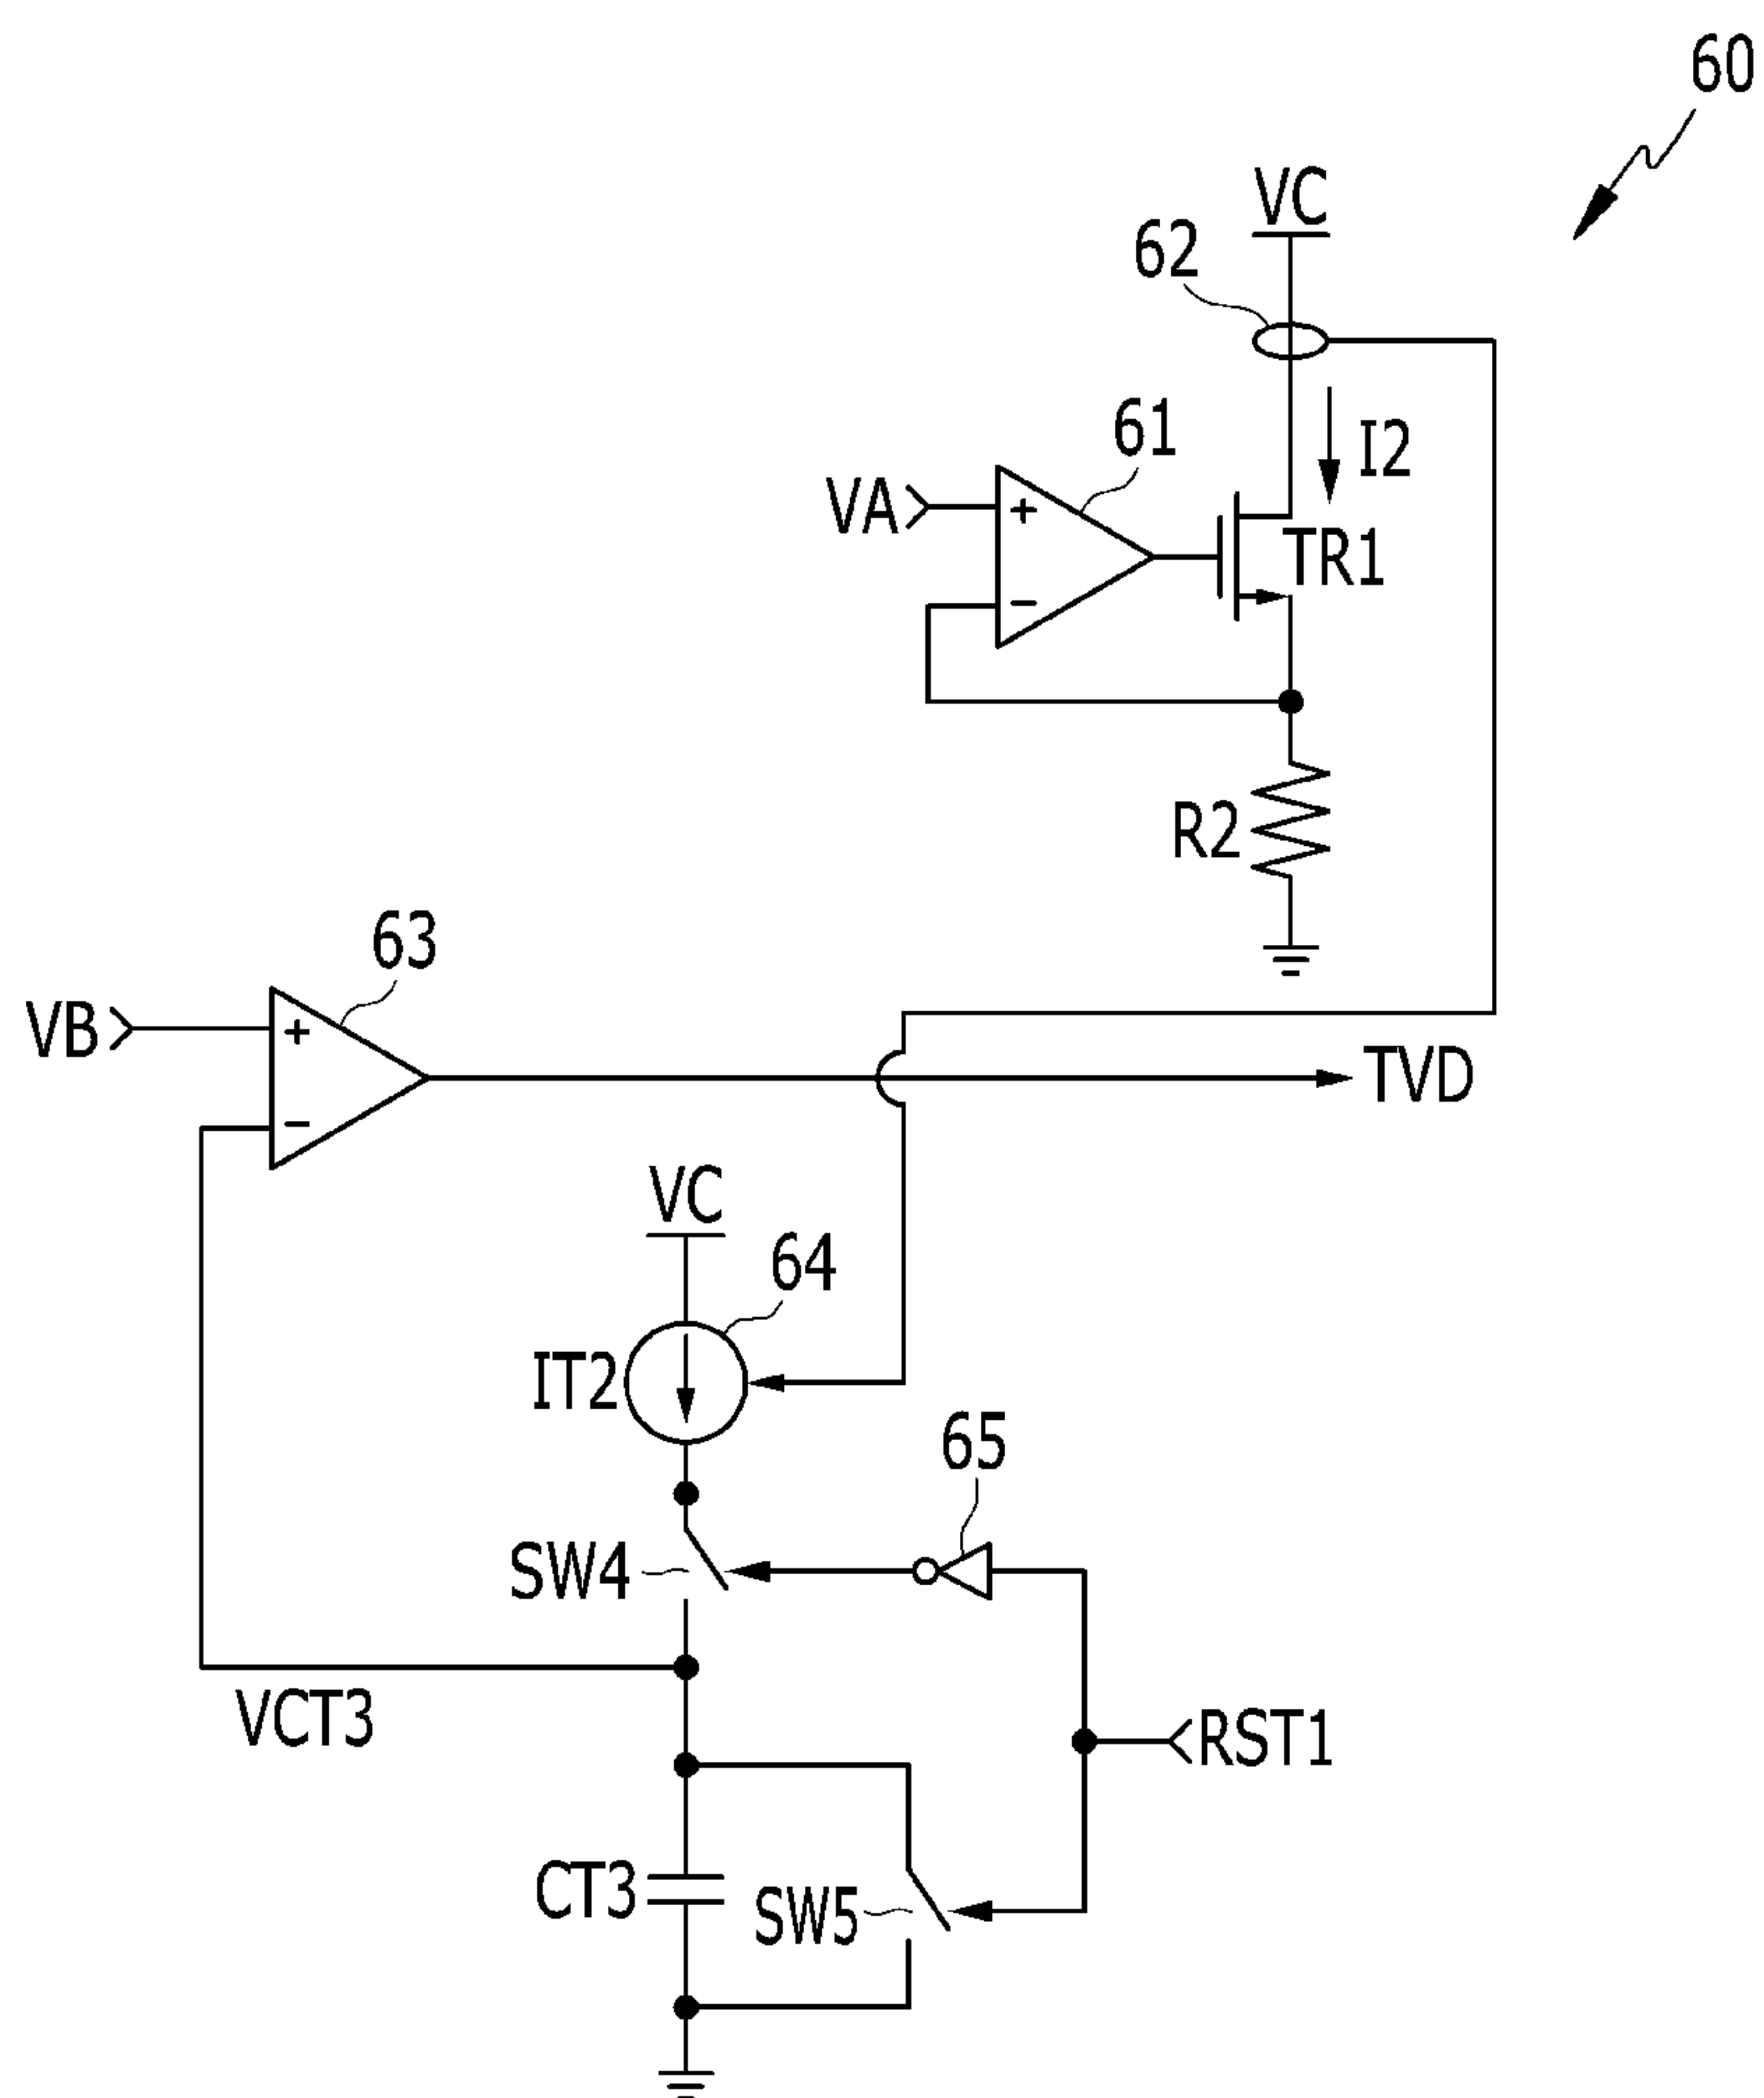 60
VC
62
61
I2
VA
+
TR1
−
R2
63
VB
+
TVD
−
VC
64
IT2
65
SW4
VCT3
RST1
CT3
SW5